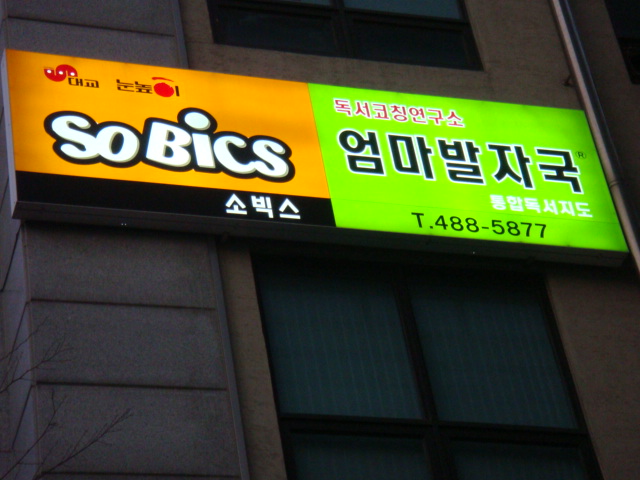 대교 눈높이
SOBiCS
소빅스
독서코칭연구소
엄마발자국®
통합독서지도
T.488-5877